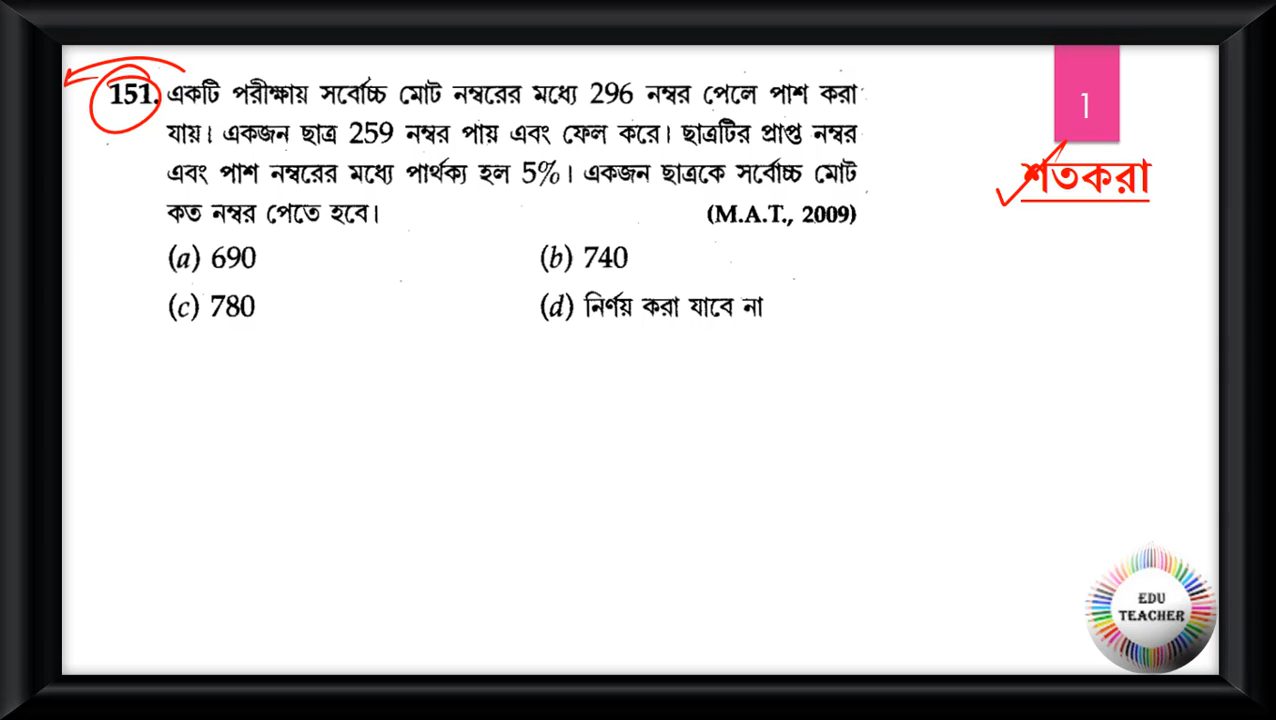 151. একটি পরীক্ষায় সর্বোচ্চ মোট নম্বরের মধ্যে 296 নম্বর পেলে পাশ করা
যায়। একজন ছাত্র 259 নম্বর পায় এবং ফেল করে। ছাত্রটির প্রাপ্ত নম্বর
এবং পাশ নম্বরের মধ্যে পার্থক্য হল 5%। একজন ছাত্রকে সর্বোচ্চ মোট
কত নম্বর পেতে হবে। (M.A.T., 2009)
(a) 690 (b) 740
(c) 780 (d) নির্ণয় করা যাবে না
1
শতকরা
EDU
TEACHER